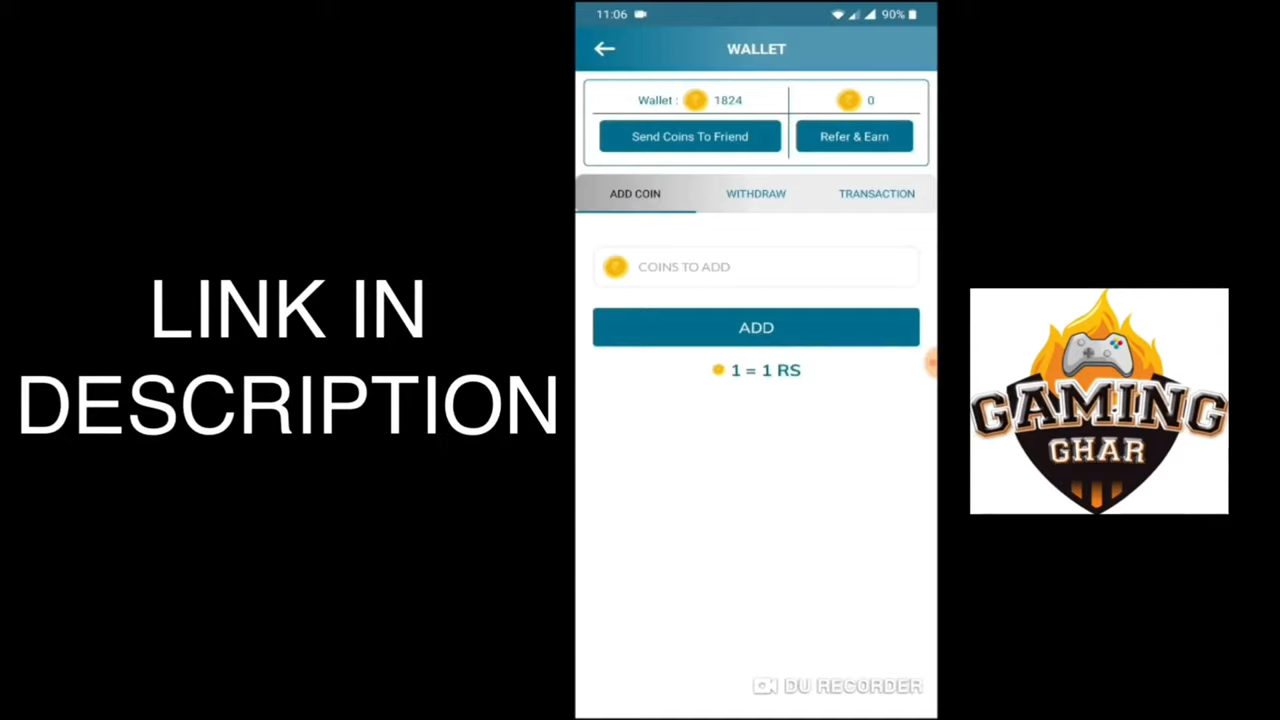 11:06
90%
WALLET
Wallet : 1824
0
Send Coins To Friend
Refer & Earn
ADD COIN
WITHDRAW
TRANSACTION
COINS TO ADD
ADD
1 = 1 RS
LINK IN
DESCRIPTION
GAMING
GHAR
DU RECORDER